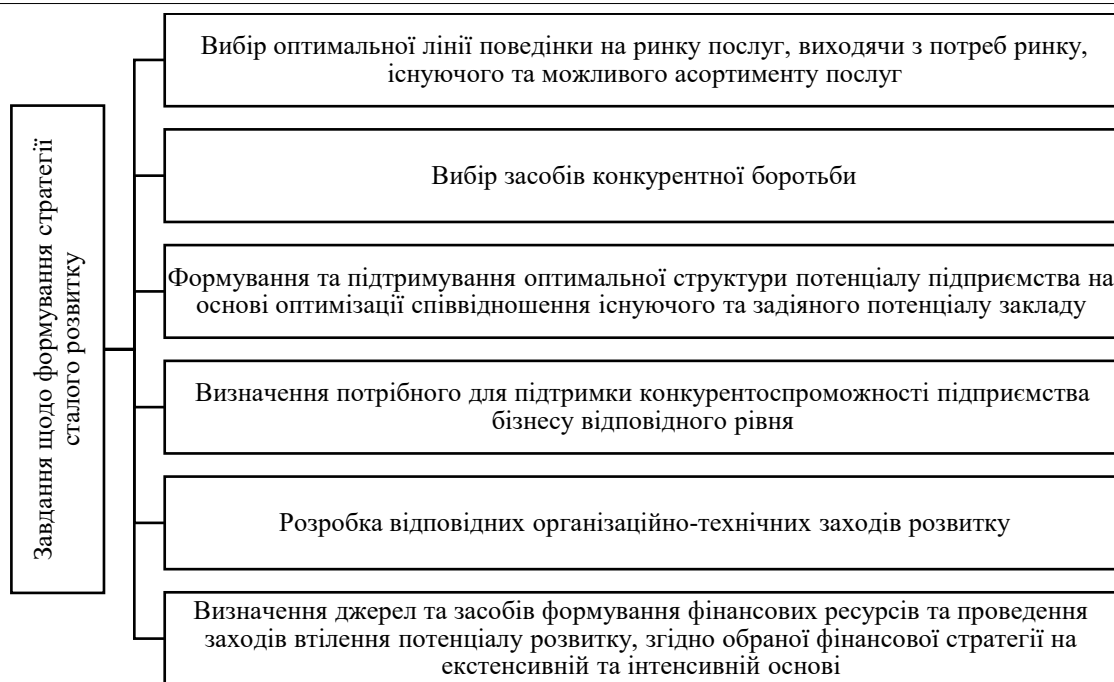 Завдання щодо формування стратегії
сталого розвитку
Вибір оптимальної лінії поведінки на ринку послуг, виходячи з потреб ринку,
існуючого та можливого асортименту послуг
Вибір засобів конкурентної боротьби
Формування та підтримування оптимальної структури потенціалу підприємства на
основі оптимізації співвідношення існуючого та задіяного потенціалу закладу
Визначення потрібного для підтримки конкурентоспроможності підприємства
бізнесу відповідного рівня
Розробка відповідних організаційно-технічних заходів розвитку
Визначення джерел та засобів формування фінансових ресурсів та проведення
заходів втілення потенціалу розвитку, згідно обраної фінансової стратегії на
екстенсивній та інтенсивній основі